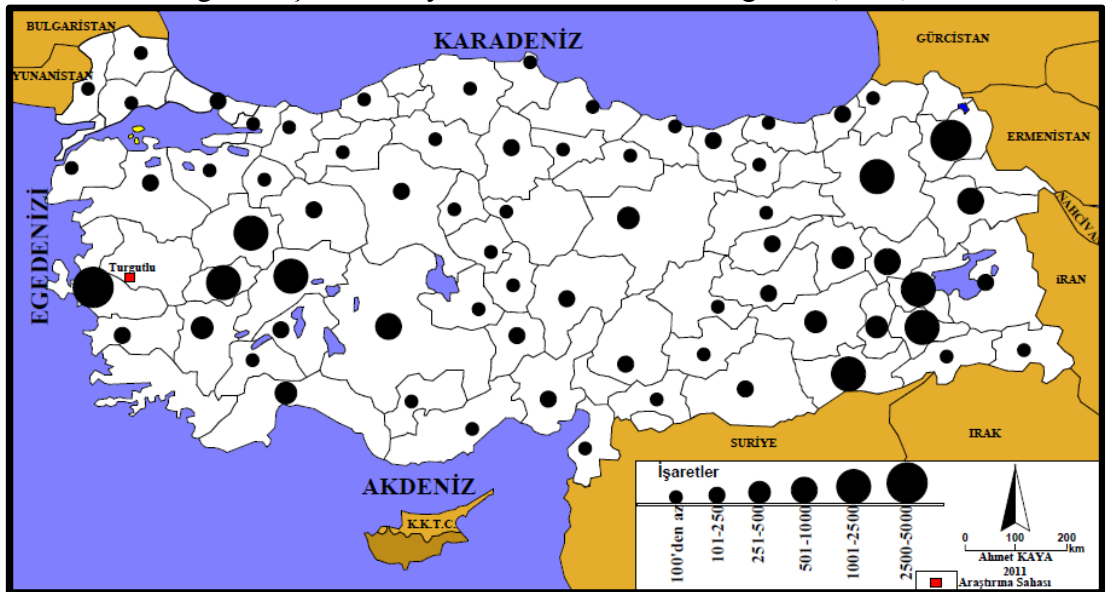 BULGARİSTAN
YUNANİSTAN
KARADENİZ
GÜRCİSTAN
ERMENİSTAN
NAHCİVAN
EGEDENİZİ
Turgutlu
İRAN
SURİYE
IRAK
AKDENİZ
K.K.T.C.
İşaretler
100'den az
101-250
251-500
501-1000
1001-2500
2500-5000
0 100 200
km
Ahmet KAYA
2011
Araştırma Sahası